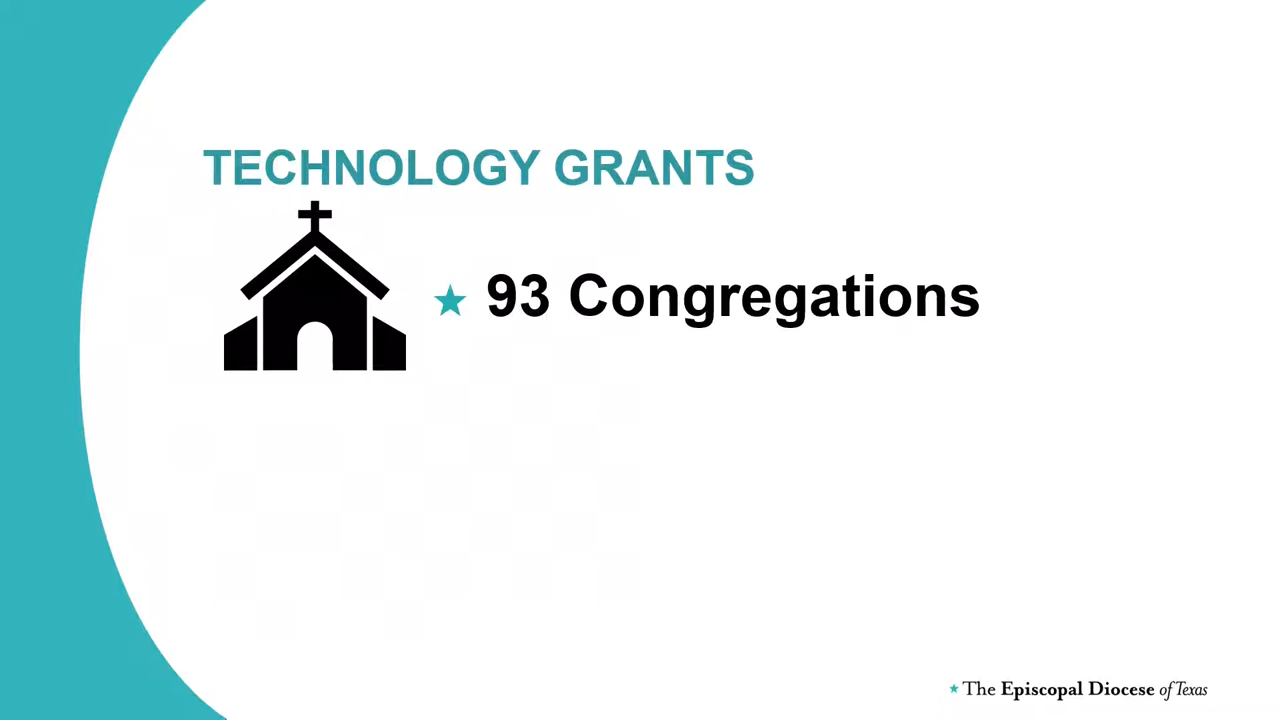 TECHNOLOGY GRANTS
93 Congregations
The Episcopal Diocese of Texas